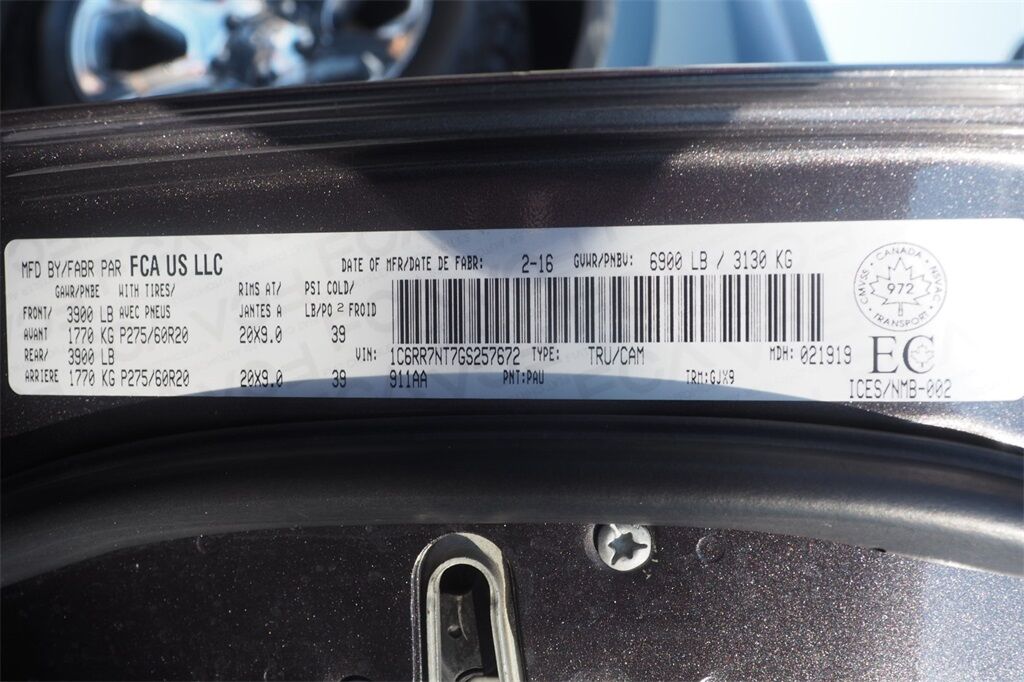 MFD BY/FABR PAR FCA US LLC DATE OF MFR/DATE DE FABR: 2-16 GVWR/PNBV: 6900 LB / 3130 KG
GAWR/PNBE WITH TIRES/ RIMS AT/ PSI COLD/
FRONT/ 3900 LB AVEC PNEUS JANTES A LB/PO 2 FROID
AVANT 1770 KG P275/60R20 20X9.0 39
REAR/ 3900 LB VIN: 1C6RR7NT7GS257672 TYPE: TRU/CAM MDH: 021919
ARRIERE 1770 KG P275/60R20 20X9.0 39 911AA PNT:PAU TRM:GJX9
CANADA
CMVSS 972 NSVAC
TRANSPORT
EC
ICES/NMB-002